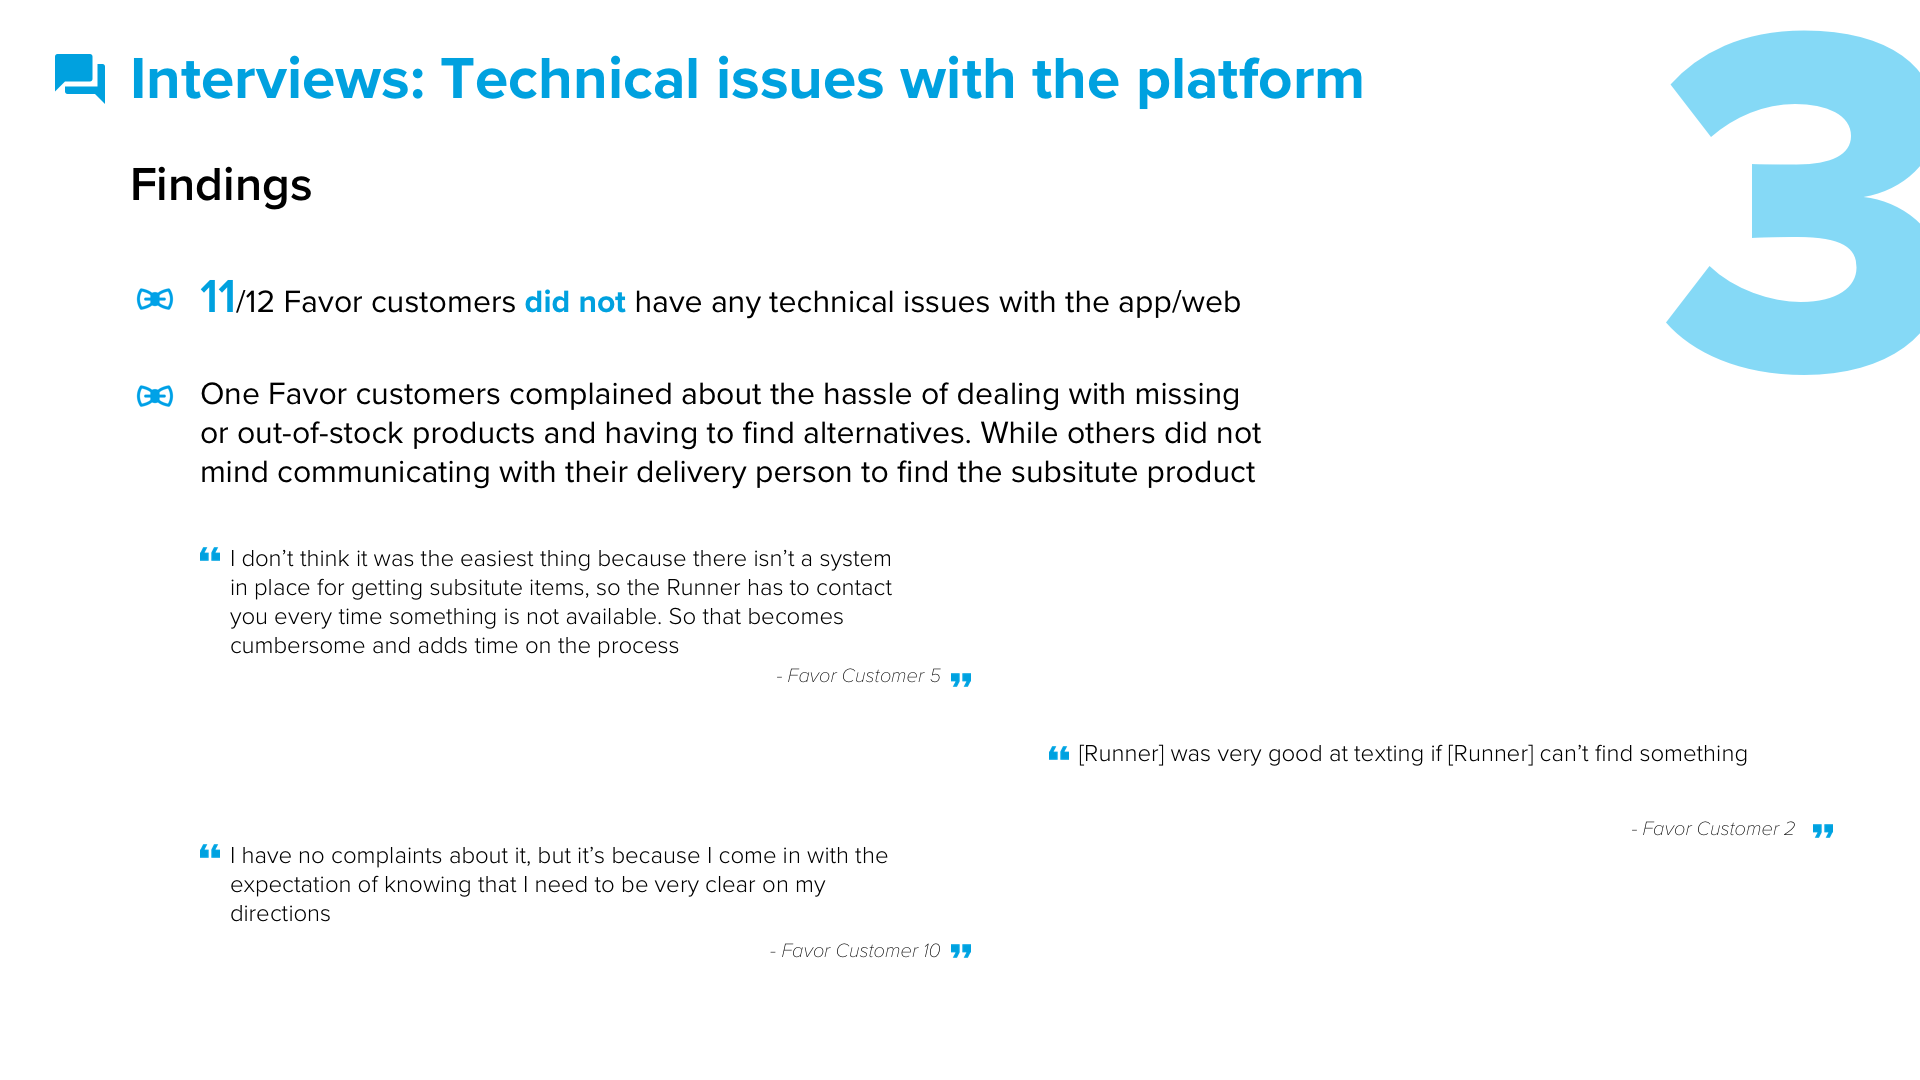 Interviews: Technical issues with the platform
3
Findings
11/12 Favor customers did not have any technical issues with the app/web
One Favor customers complained about the hassle of dealing with missing
or out-of-stock products and having to find alternatives. While others did not
mind communicating with their delivery person to find the subsitute product
❝ I don’t think it was the easiest thing because there isn’t a system
in place for getting subsitute items, so the Runner has to contact
you every time something is not available. So that becomes
cumbersome and adds time on the process
- Favor Customer 5 ❞
❝ [Runner] was very good at texting if [Runner] can’t find something
- Favor Customer 2 ❞
❝ I have no complaints about it, but it’s because I come in with the
expectation of knowing that I need to be very clear on my
directions
- Favor Customer 10 ❞